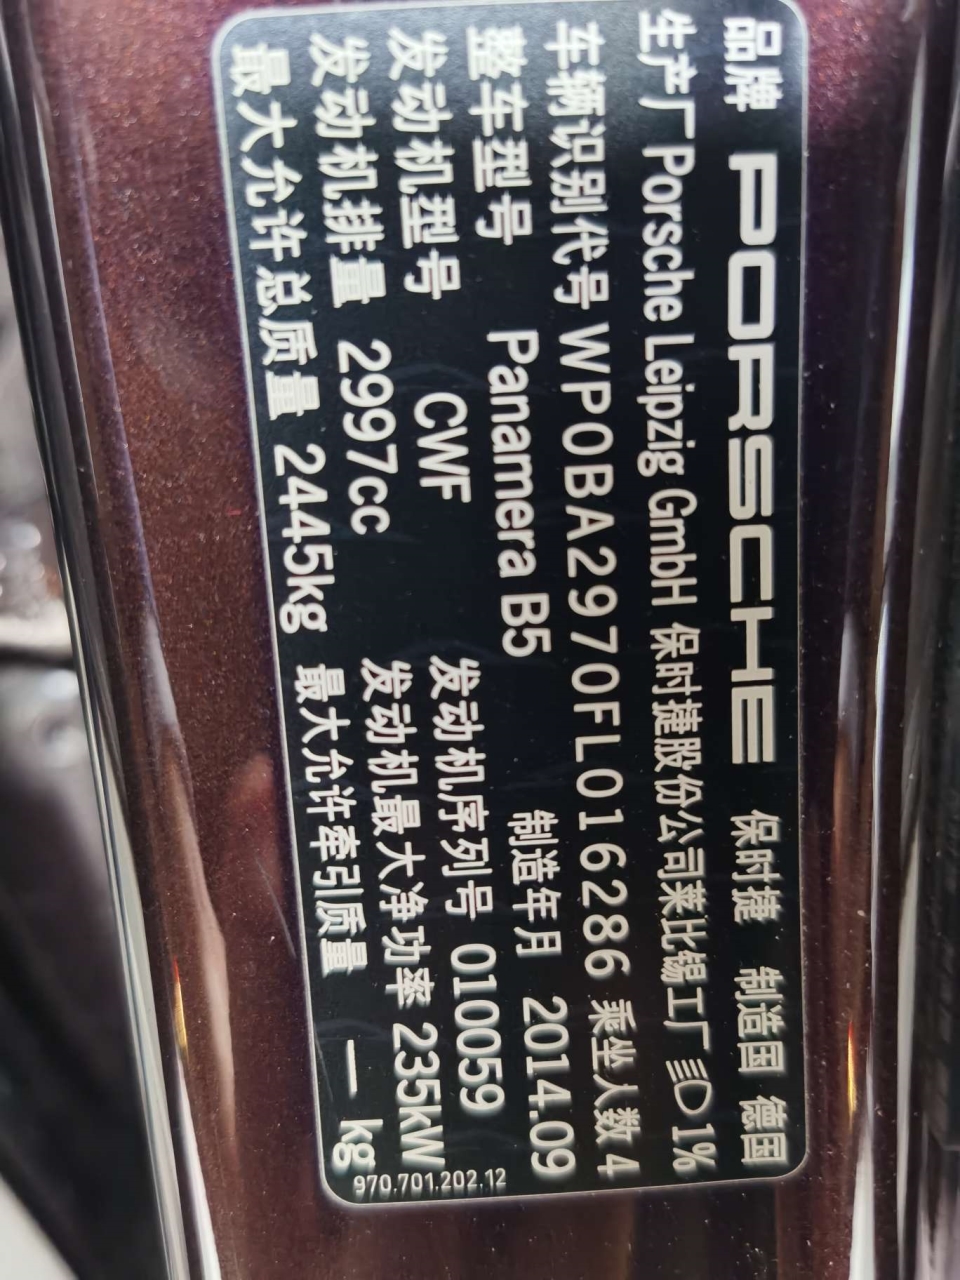 品牌 PORSCHE 保时捷 制造国 德国
生产厂 Porsche Leipzig GmbH 保时捷股份公司莱比锡工厂 1%
车辆识别代号 WP0BA2970FL016286 乘坐人数 4
整车型号 Panamera B5 制造年月 2014.09
发动机型号 CWF 发动机序列号 010059
发动机排量 2997cc 发动机最大净功率 235kW
最大允许总质量 2445kg 最大允许牵引质量 — kg
970.701.202.12